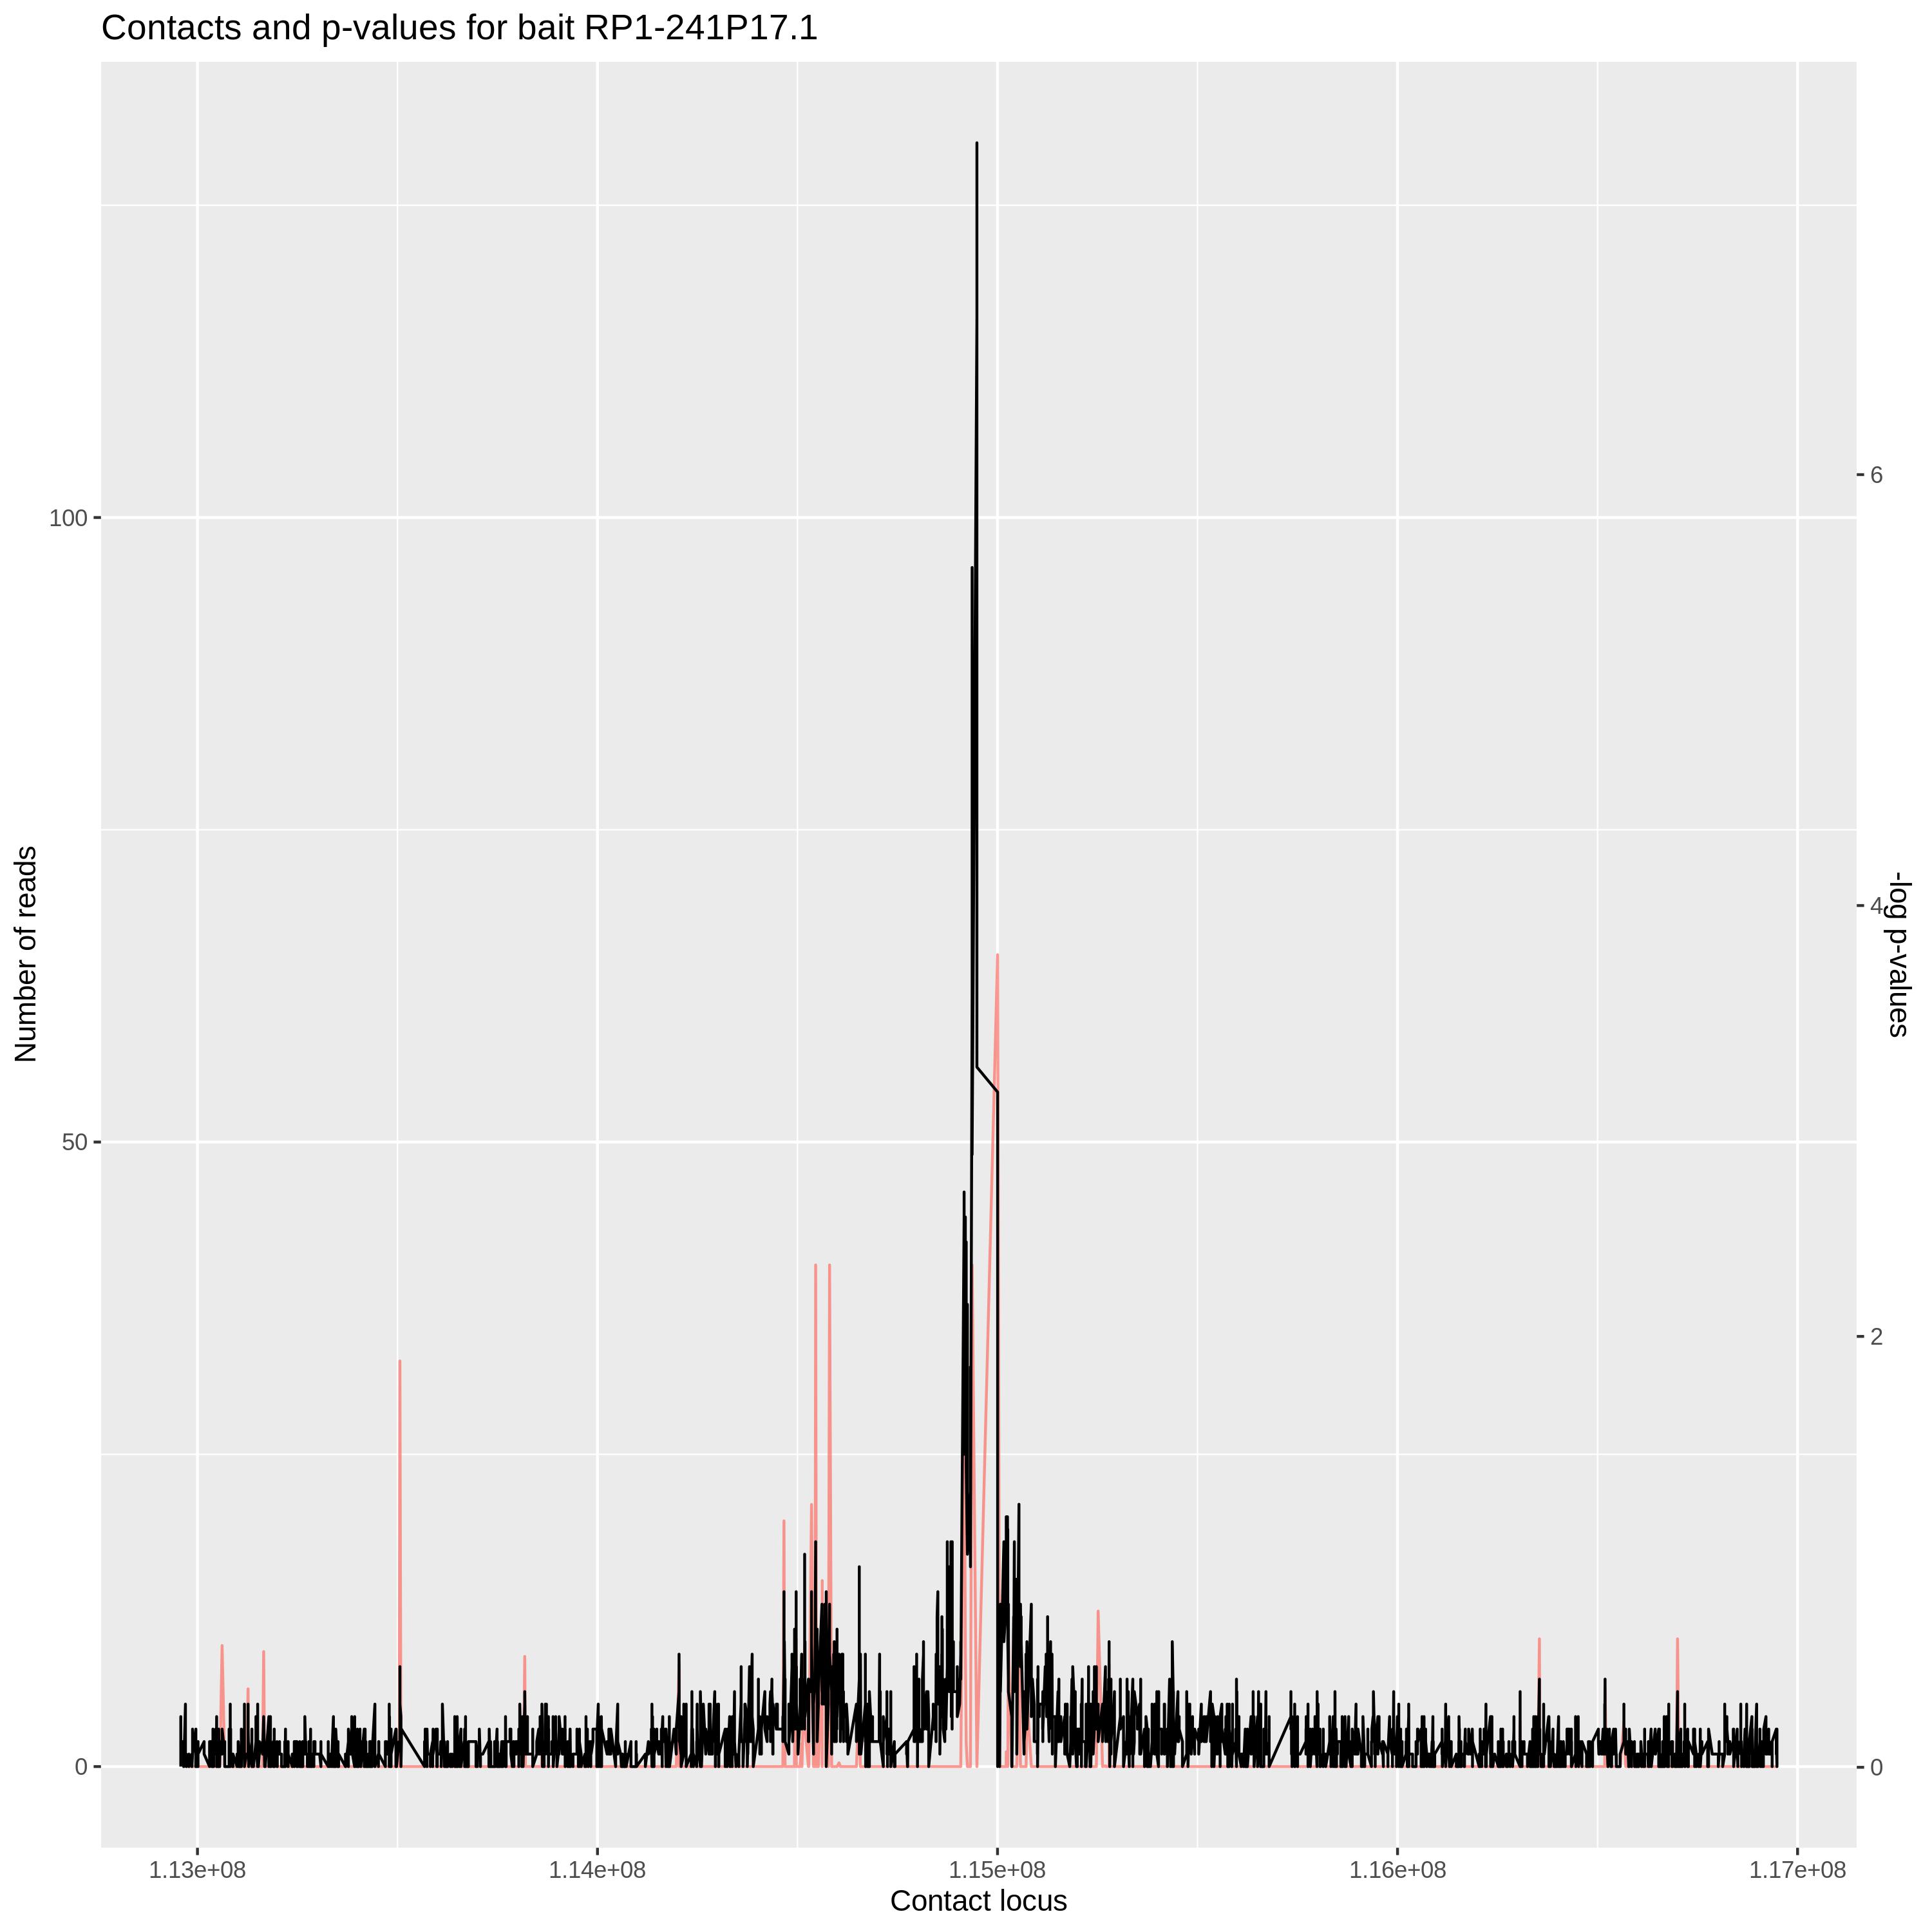 Contacts and p-values for bait RP1-241P17.1
Number of reads
100
50
0
6
4
2
0
-log p-values
1.13e+08 1.14e+08 1.15e+08 1.16e+08 1.17e+08
Contact locus